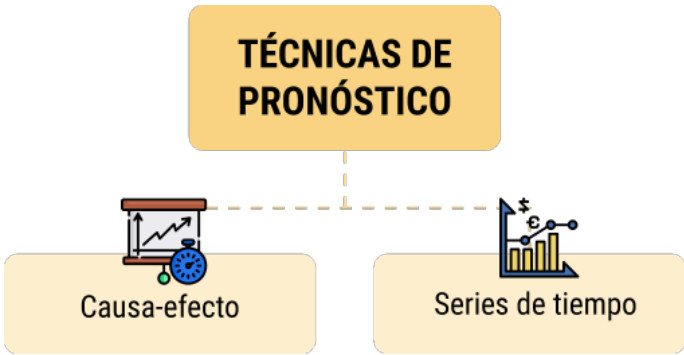 TÉCNICAS DE
PRONÓSTICO
$
€
Causa-efecto
Series de tiempo